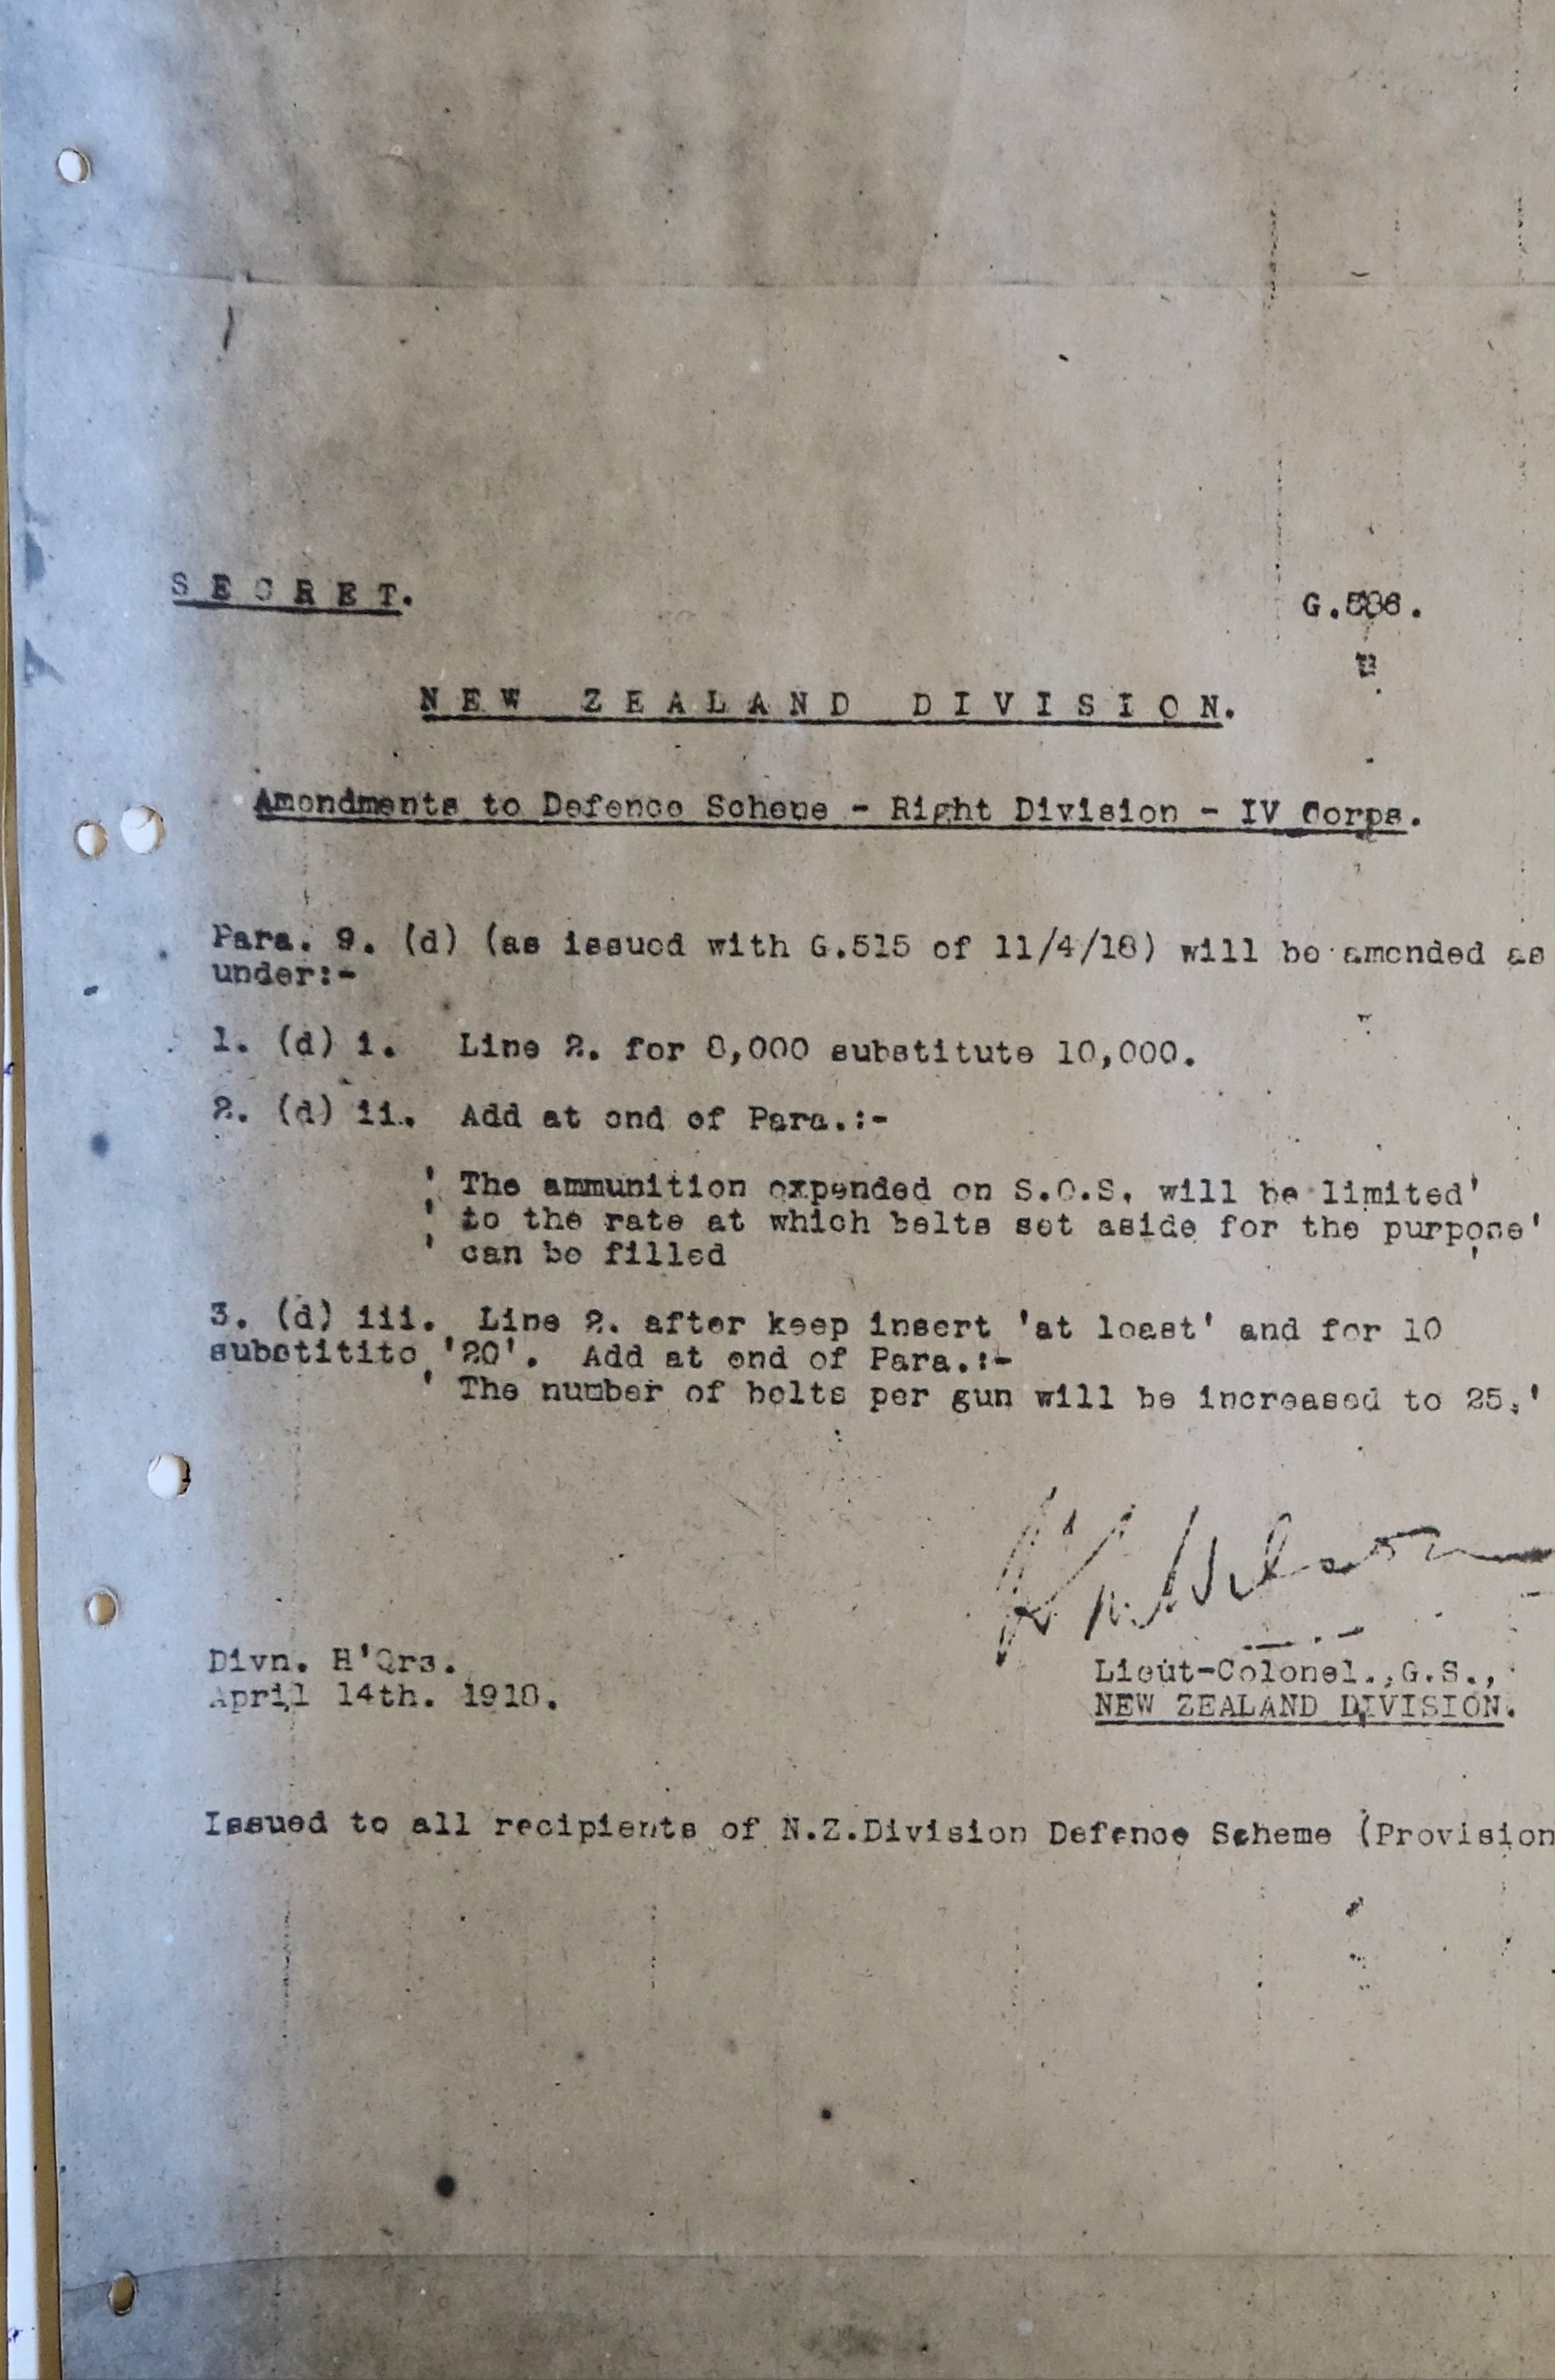 SECRET.
G.586.
NEW ZEALAND DIVISION.
Amendments to Defence Scheme - Right Division - IV Corps.
Para. 9. (d) (as issued with G.515 of 11/4/18) will be amended as
under:-
1. (d) i. Line 2. for 8,000 substitute 10,000.
2. (d) ii. Add at end of Para.:-
' The ammunition expended on S.O.S. will be limited'
' to the rate at which belts set aside for the purpose'
' can be filled '
3. (d) iii. Line 2. after keep insert 'at least' and for 10
substitito '20'. Add at end of Para.:-
' The number of belts per gun will be increased to 25.'
Divn. H'Qrs.
April 14th. 1918.
Lieut-Colonel.,G.S.,
NEW ZEALAND DIVISION.
Issued to all recipients of N.Z.Division Defence Scheme (Provision